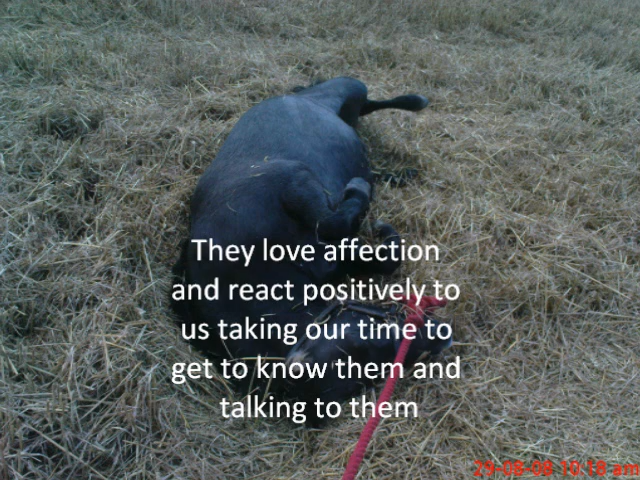 They love affection
and react positively to
us taking our time to
get to know them and
talking to them
29-08-08 10:18 am